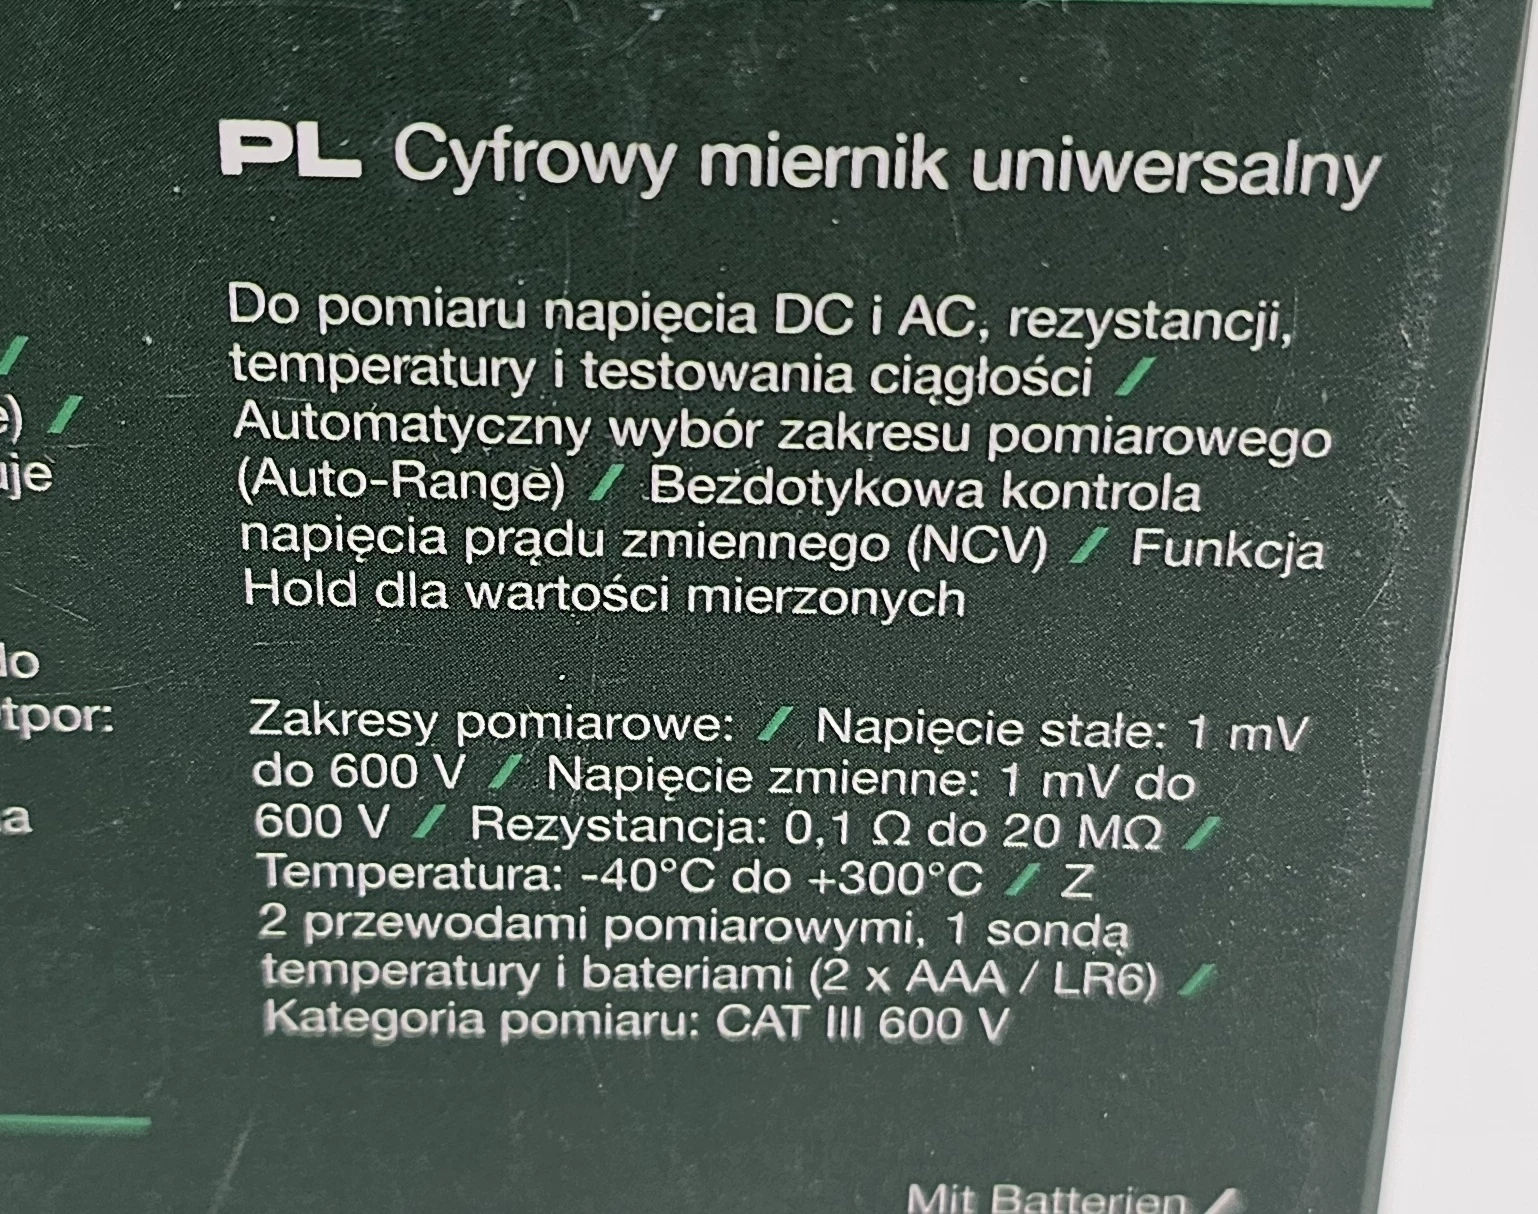 PL Cyfrowy miernik uniwersalny
Do pomiaru napięcia DC i AC, rezystancji,
temperatury i testowania ciągłości /
Automatyczny wybór zakresu pomiarowego
(Auto-Range) / Bezdotykowa kontrola
napięcia prądu zmiennego (NCV) / Funkcja
Hold dla wartości mierzonych
Zakresy pomiarowe: / Napięcie stałe: 1 mV
do 600 V / Napięcie zmienne: 1 mV do
600 V / Rezystancja: 0,1 Ω do 20 MΩ /
Temperatura: -40°C do +300°C / Z
2 przewodami pomiarowymi, 1 sondą
temperatury i bateriami (2 x AAA / LR6) /
Kategoria pomiaru: CAT III 600 V
Mit Batterien /